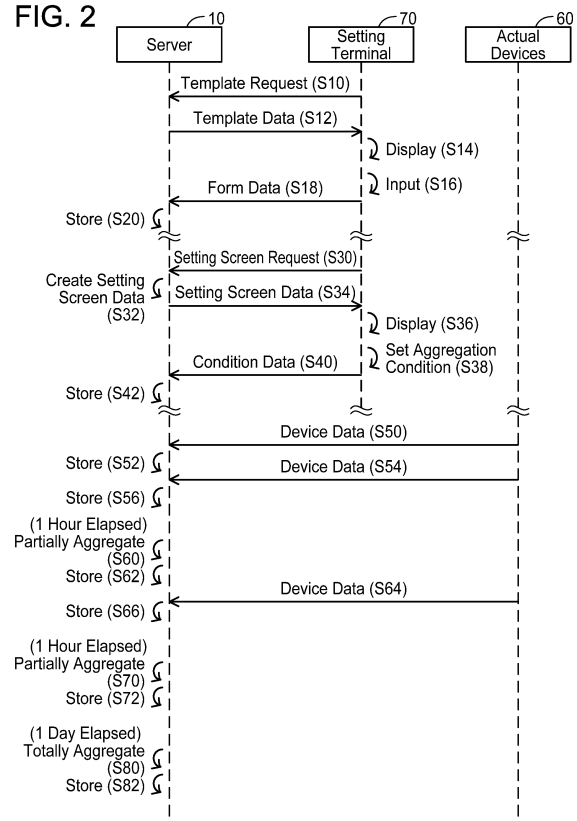 FIG. 2
10
70
60
Server
Setting
Terminal
Actual
Devices
Template Request (S10)
Template Data (S12)
Display (S14)
Input (S16)
Form Data (S18)
Store (S20)
Setting Screen Request (S30)
Create Setting
Screen Data
(S32)
Setting Screen Data (S34)
Display (S36)
Set Aggregation
Condition (S38)
Condition Data (S40)
Store (S42)
Device Data (S50)
Store (S52)
Device Data (S54)
Store (S56)
(1 Hour Elapsed)
Partially Aggregate
(S60)
Store (S62)
Device Data (S64)
Store (S66)
(1 Hour Elapsed)
Partially Aggregate
(S70)
Store (S72)
(1 Day Elapsed)
Totally Aggregate
(S80)
Store (S82)